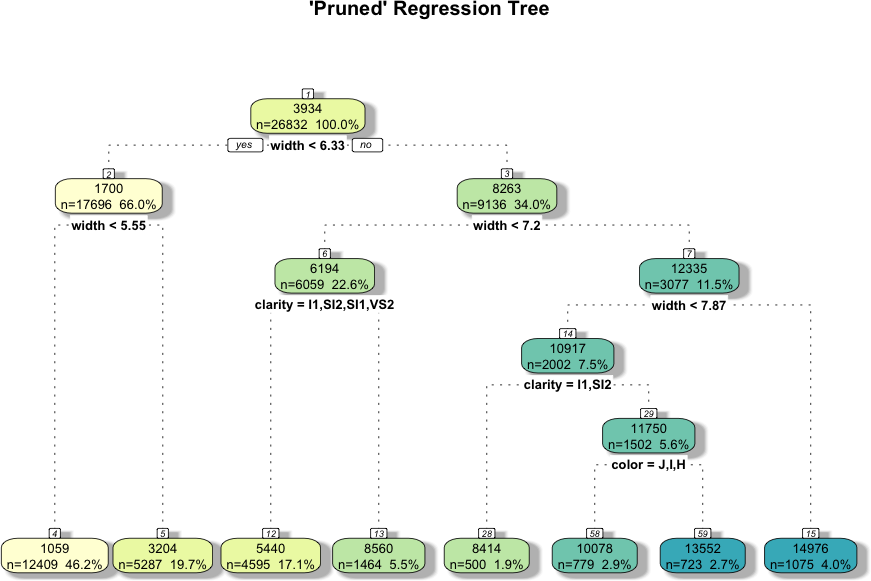 'Pruned' Regression Tree
1
3934
n=26832 100.0%
yes width < 6.33 no
2
1700
n=17696 66.0%
width < 5.55
3
8263
n=9136 34.0%
width < 7.2
6
6194
n=6059 22.6%
clarity = I1,SI2,SI1,VS2
7
12335
n=3077 11.5%
width < 7.87
14
10917
n=2002 7.5%
clarity = I1,SI2
29
11750
n=1502 5.6%
color = J,I,H
4
1059
n=12409 46.2%
5
3204
n=5287 19.7%
12
5440
n=4595 17.1%
13
8560
n=1464 5.5%
28
8414
n=500 1.9%
58
10078
n=779 2.9%
59
13552
n=723 2.7%
15
14976
n=1075 4.0%